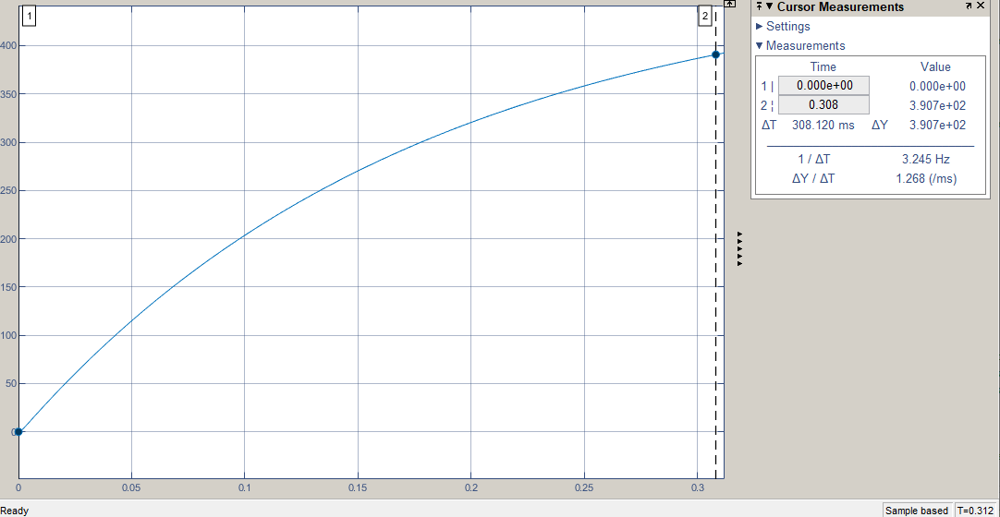 1
2
400
350
300
250
200
150
100
50
0
0 0.05 0.1 0.15 0.2 0.25 0.3
Cursor Measurements
Settings
Measurements
Time Value
1 | 0.000e+00 0.000e+00
2 ¦ 0.308 3.907e+02
ΔT 308.120 ms ΔY 3.907e+02
1 / ΔT 3.245 Hz
ΔY / ΔT 1.268 (/ms)
Ready Sample based T=0.312